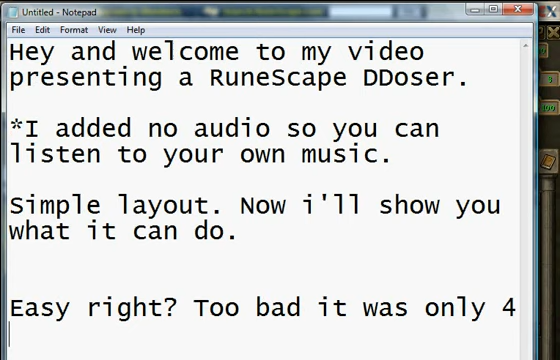 Untitled - Notepad
File Edit Format View Help
Hey and welcome to my video
presenting a RuneScape DDoser.
*I added no audio so you can
listen to your own music.
Simple layout. Now i'll show you
what it can do.
Easy right? Too bad it was only 4